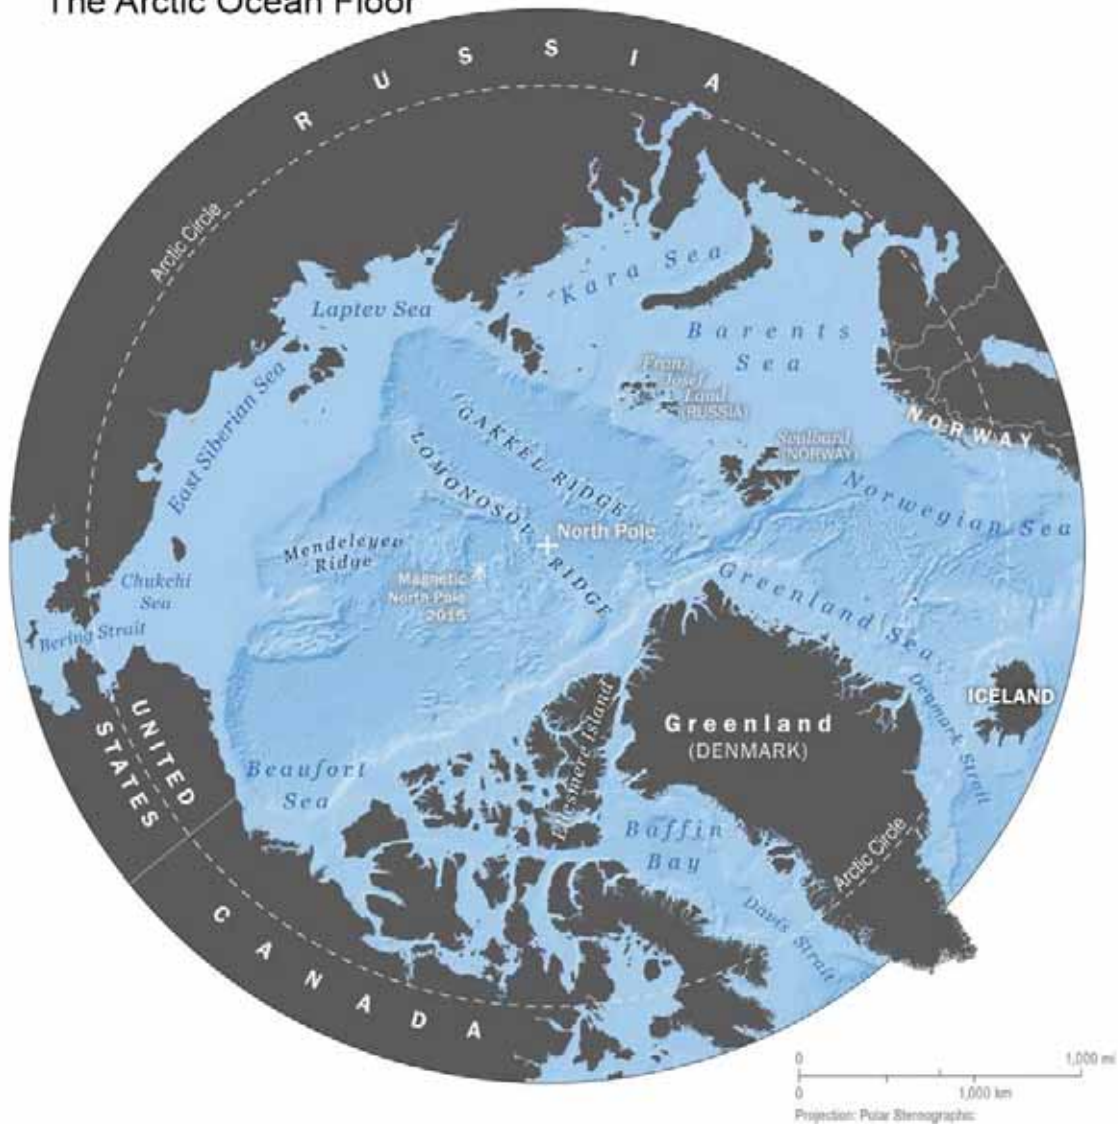 The Arctic Ocean Floor
RUSSIA
Arctic Circle
Kara Sea
Laptev Sea
Barents
Sea
Franz
Josef
Land
(RUSSIA)
East Siberian Sea
GAKKEL RIDGE
NORWAY
ZOMONOSOV RIDGE
Svalbard
(NORWAY)
Norwegian Sea
North Pole
Mendeleyev
Ridge
Magnetic
North Pole
2015
Chukchi
Sea
Greenland Sea
Bering Strait
UNITED
STATES
Ellesmere Island
Greenland
(DENMARK)
ICELAND
Denmark Strait
Beaufort
Sea
Baffin
Bay
Arctic Circle
Davis Strait
CANADA
0 1,000 mi
0 1,000 km
Projection: Polar Stereographic